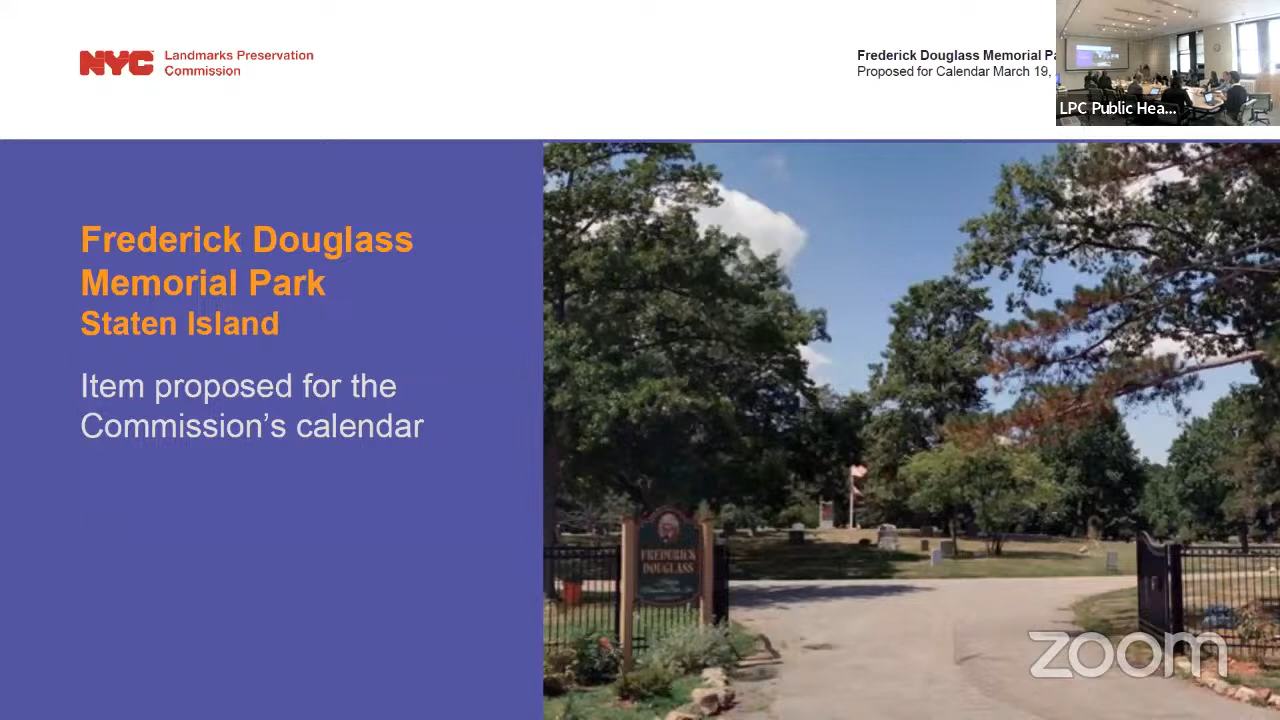 NYC
Landmarks Preservation
Commission
Frederick Douglass Memorial Pa
Proposed for Calendar March 19,
LPC Public Hea...
Frederick Douglass
Memorial Park
Staten Island
Item proposed for the
Commission's calendar
FREDERICK
DOUGLASS
zoom